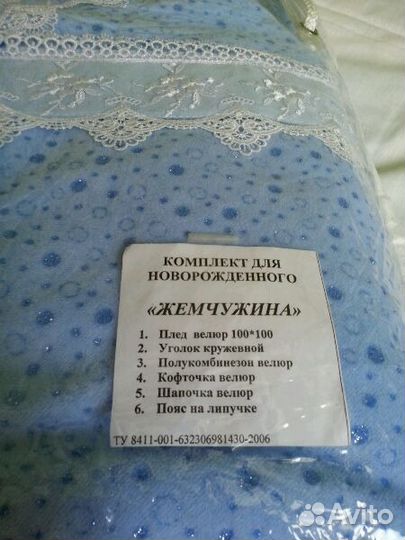 КОМПЛЕКТ ДЛЯ
НОВОРОЖДЕННОГО
«ЖЕМЧУЖИНА»
1. Плед велюр 100*100
2. Уголок кружевной
3. Полукомбинезон велюр
4. Кофточка велюр
5. Шапочка велюр
6. Пояс на липучке
ТУ 8411-001-632306981430-2006
Avito